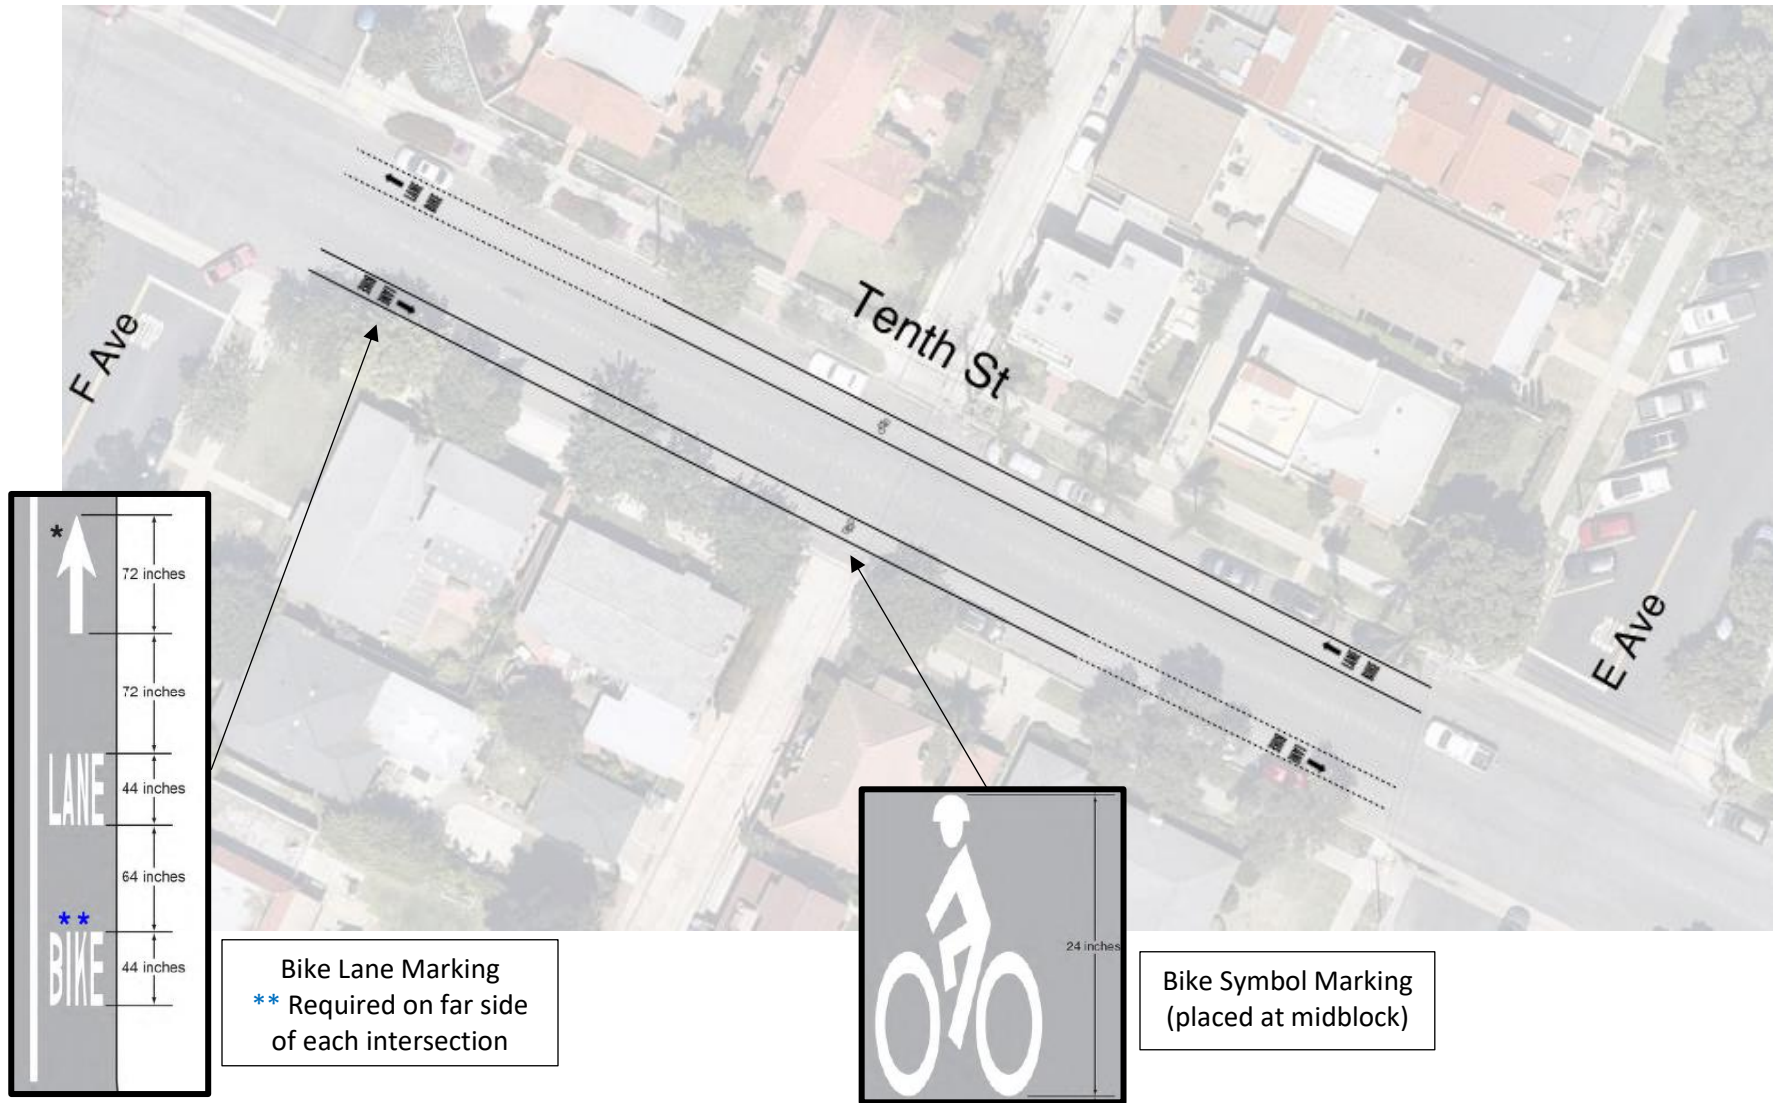 Tenth St
F Ave
E Ave
*
72 inches
72 inches
LANE
44 inches
64 inches
**
BIKE
44 inches
Bike Lane Marking
** Required on far side
of each intersection
24 inches
Bike Symbol Marking
(placed at midblock)